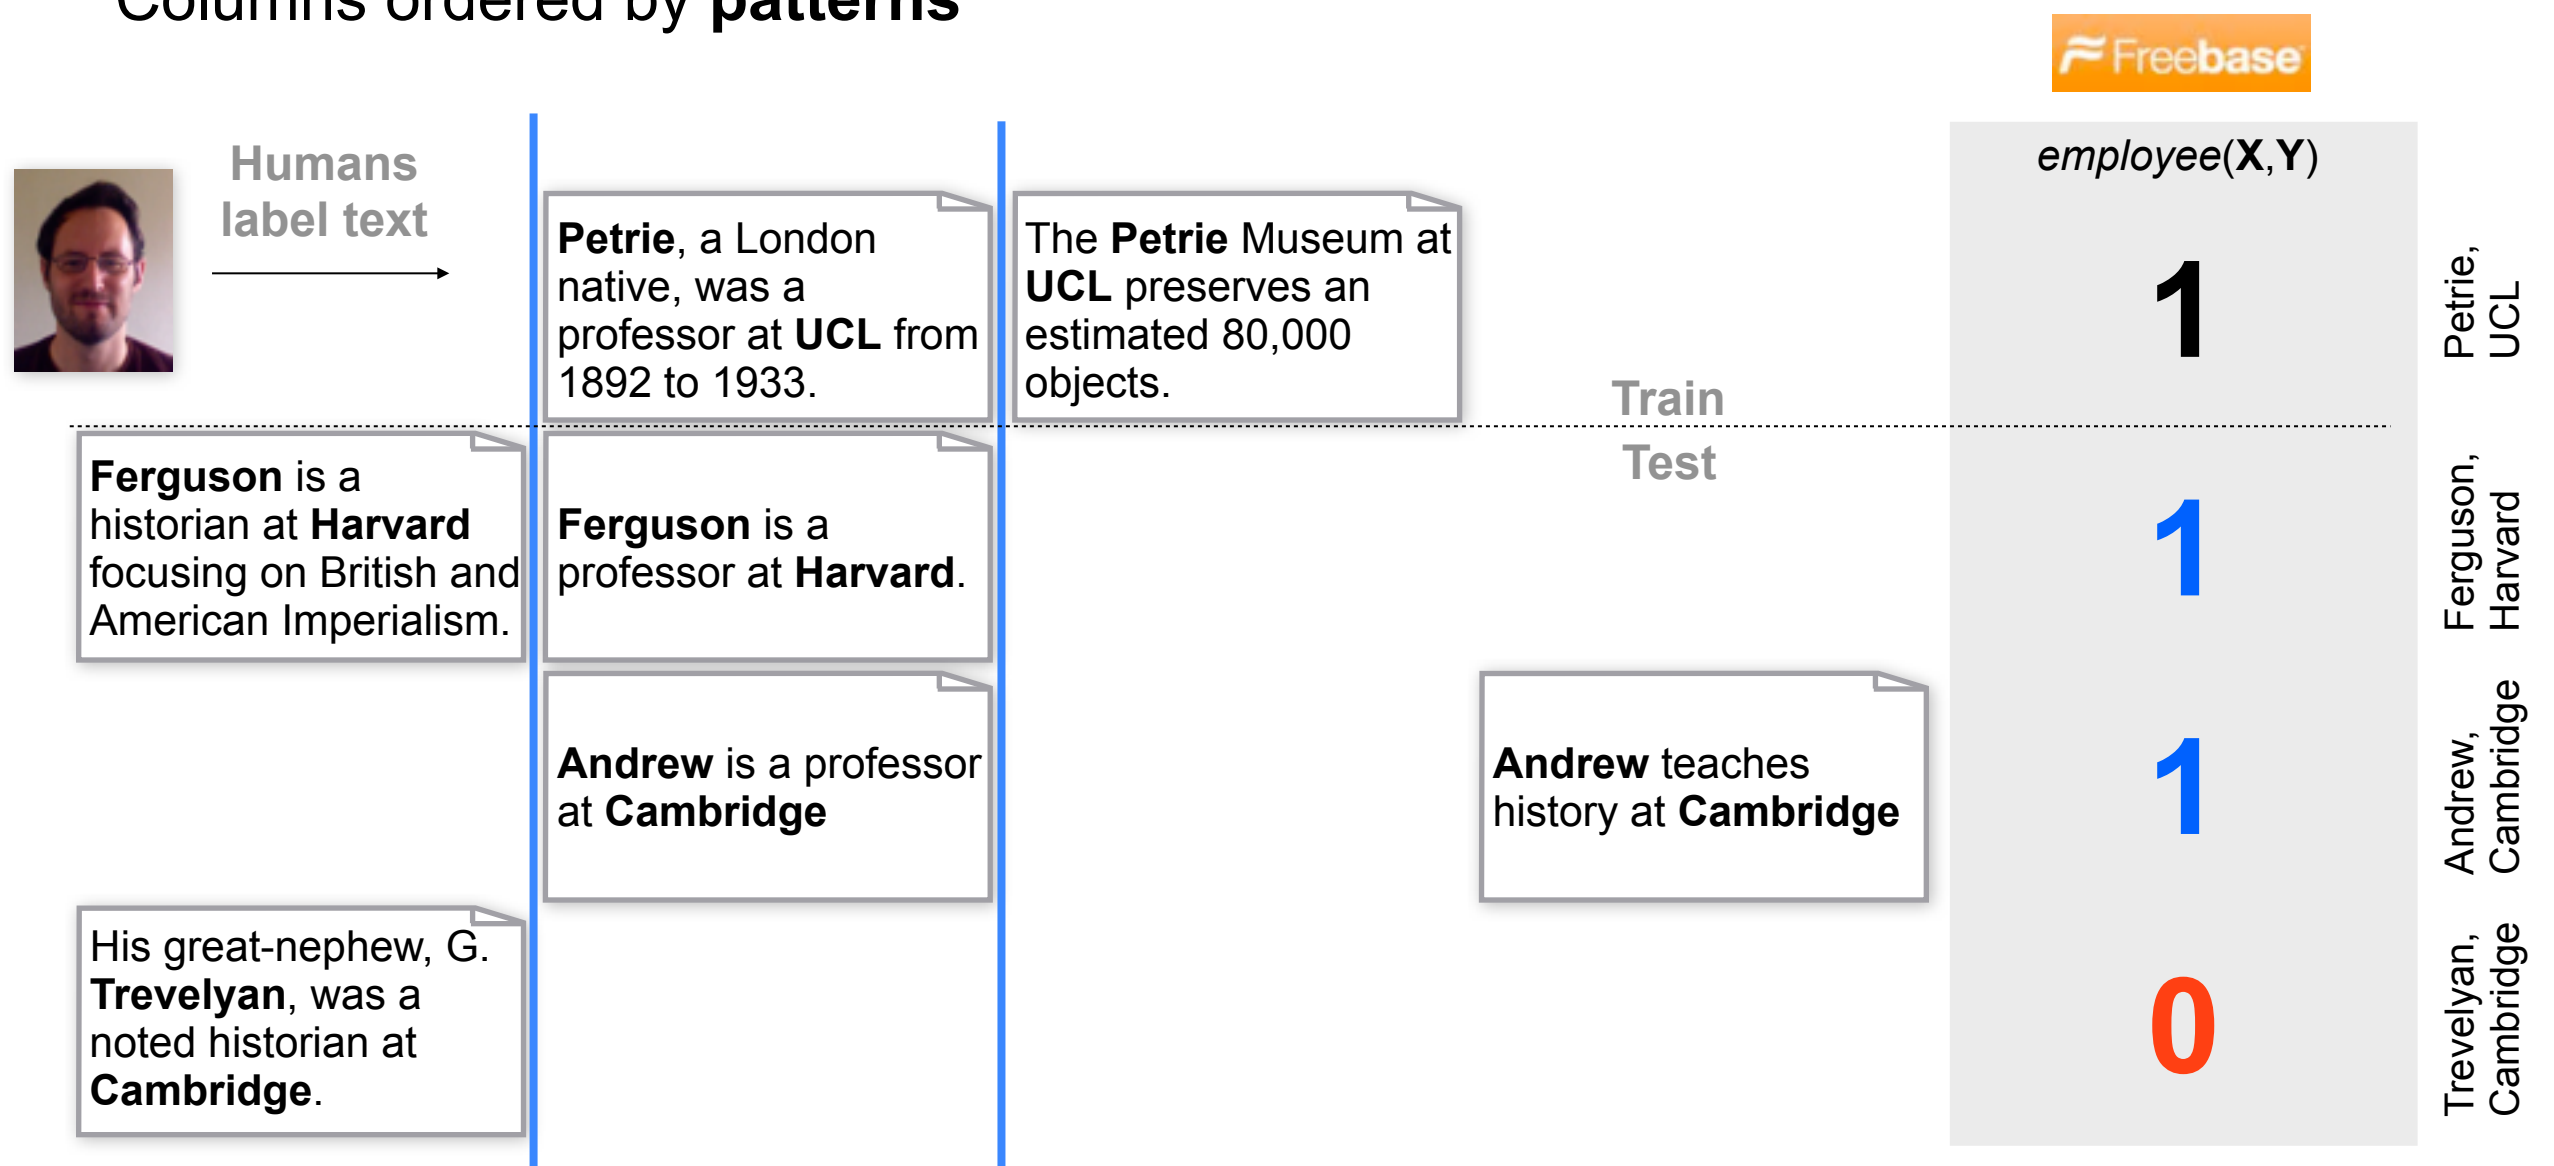 Columns ordered by patterns
Freebase
employee(X,Y)
Humans
label text
Petrie, a London
native, was a
professor at UCL from
1892 to 1933.
The Petrie Museum at
UCL preserves an
estimated 80,000
objects.
1
Petrie,
UCL
Train
Test
Ferguson is a
historian at Harvard
focusing on British and
American Imperialism.
Ferguson is a
professor at Harvard.
1
Ferguson,
Harvard
Andrew is a professor
at Cambridge
Andrew teaches
history at Cambridge
1
Andrew,
Cambridge
His great-nephew, G.
Trevelyan, was a
noted historian at
Cambridge.
0
Trevelyan,
Cambridge